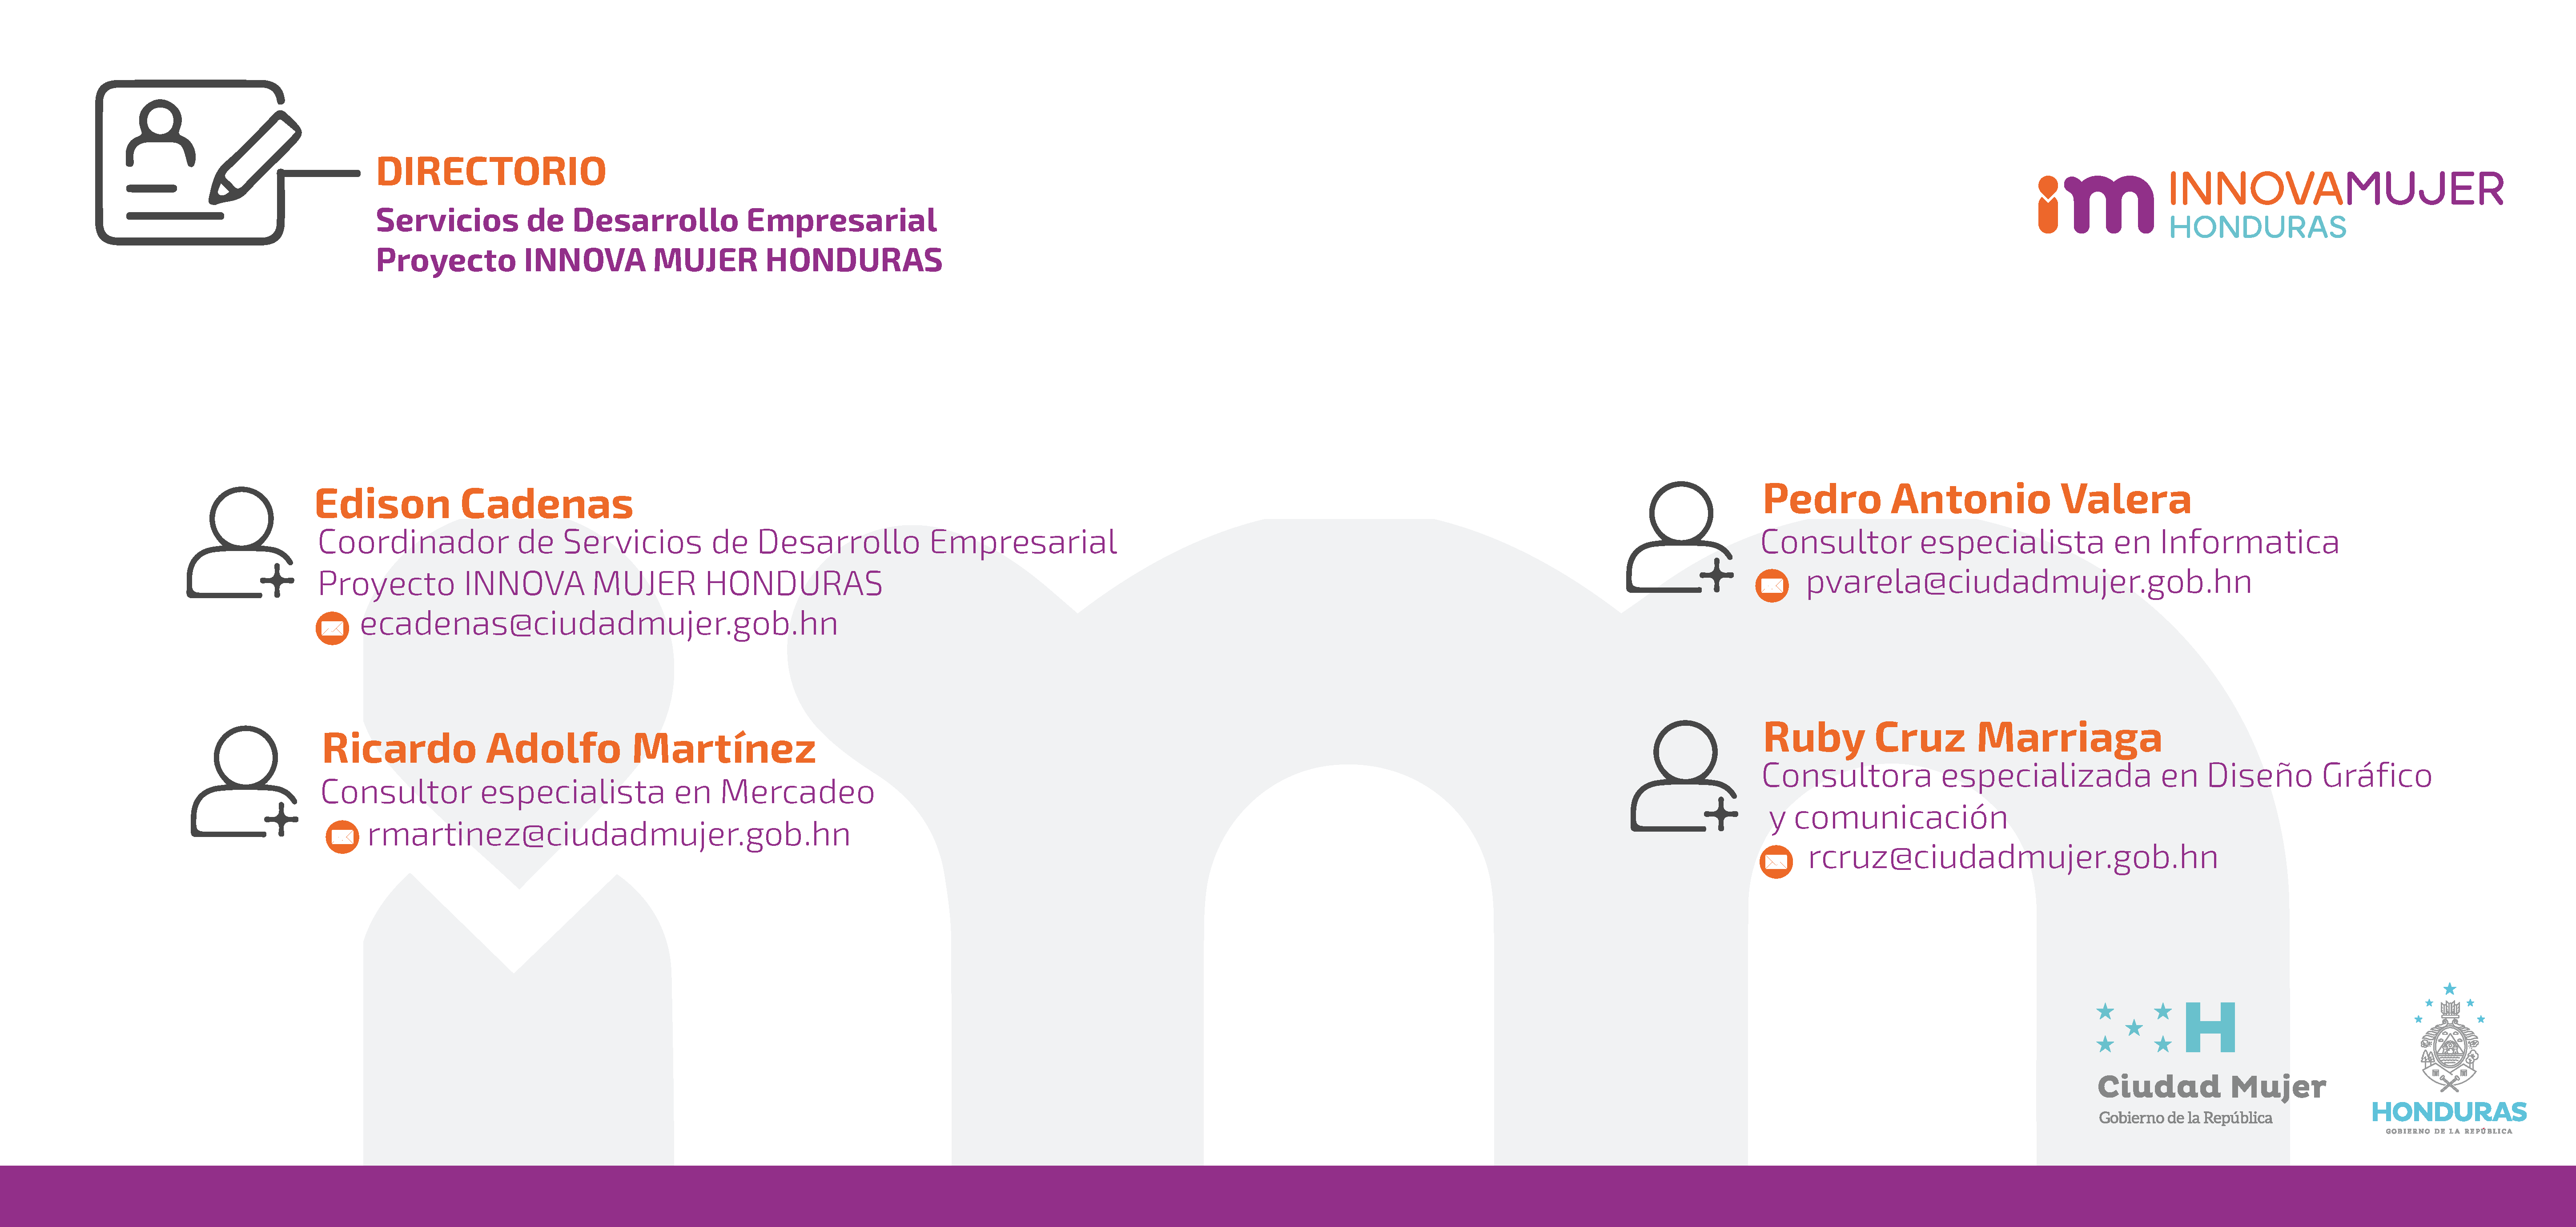 DIRECTORIO
Servicios de Desarrollo Empresarial
Proyecto INNOVA MUJER HONDURAS
im INNOVAMUJER
HONDURAS
Edison Cadenas
Coordinador de Servicios de Desarrollo Empresarial
Proyecto INNOVA MUJER HONDURAS
ecadenas@ciudadmujer.gob.hn
Ricardo Adolfo Martínez
Consultor especialista en Mercadeo
rmartinez@ciudadmujer.gob.hn
Pedro Antonio Valera
Consultor especialista en Informatica
pvarela@ciudadmujer.gob.hn
Ruby Cruz Marriaga
Consultora especializada en Diseño Gráfico
y comunicación
rcruz@ciudadmujer.gob.hn
H
Ciudad Mujer
Gobierno de la República
HONDURAS
GOBIERNO DE LA REPÚBLICA